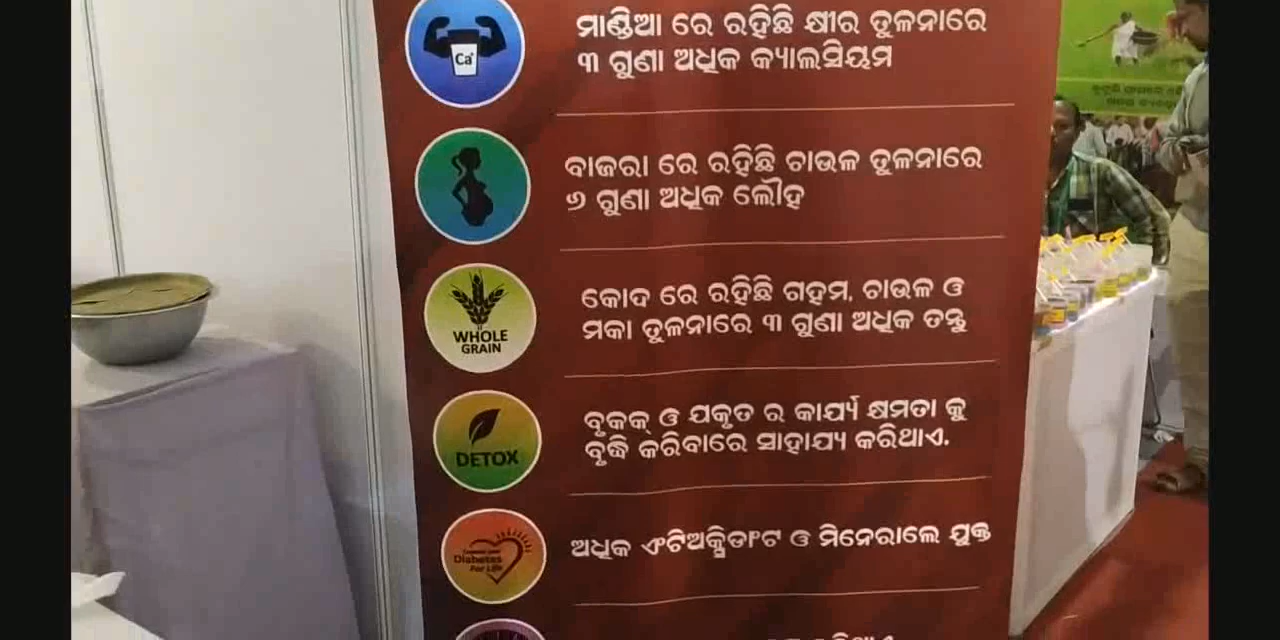 Ca+
ମାଣ୍ଡିଆ ରେ ରହିଛି କ୍ଷୀର ତୁଳନାରେ
୩ ଗୁଣା ଅଧିକ କ୍ୟାଲସିୟମ
ବାଜରା ରେ ରହିଛି ଚାଉଳ ତୁଳନାରେ
୬ ଗୁଣା ଅଧିକ ଲୌହ
WHOLE
GRAIN
କୋଦ ରେ ରହିଛି ଗହମ, ଚାଉଳ ଓ
ମକା ତୁଳନାରେ ୩ ଗୁଣା ଅଧିକ ତନ୍ତୁ
DETOX
ବୃକକ୍ ଓ ଯକୃତ ର କାର୍ଯ୍ୟ କ୍ଷମତା କୁ
ବୃଦ୍ଧି କରିବାରେ ସାହାଯ୍ୟ କରିଥାଏ.
Diabetes
For Life
ଅଧିକ ଏଂଟିଅକ୍ସିଡାଂଟ ଓ ମିନେରାଲେ ଯୁକ୍ତ